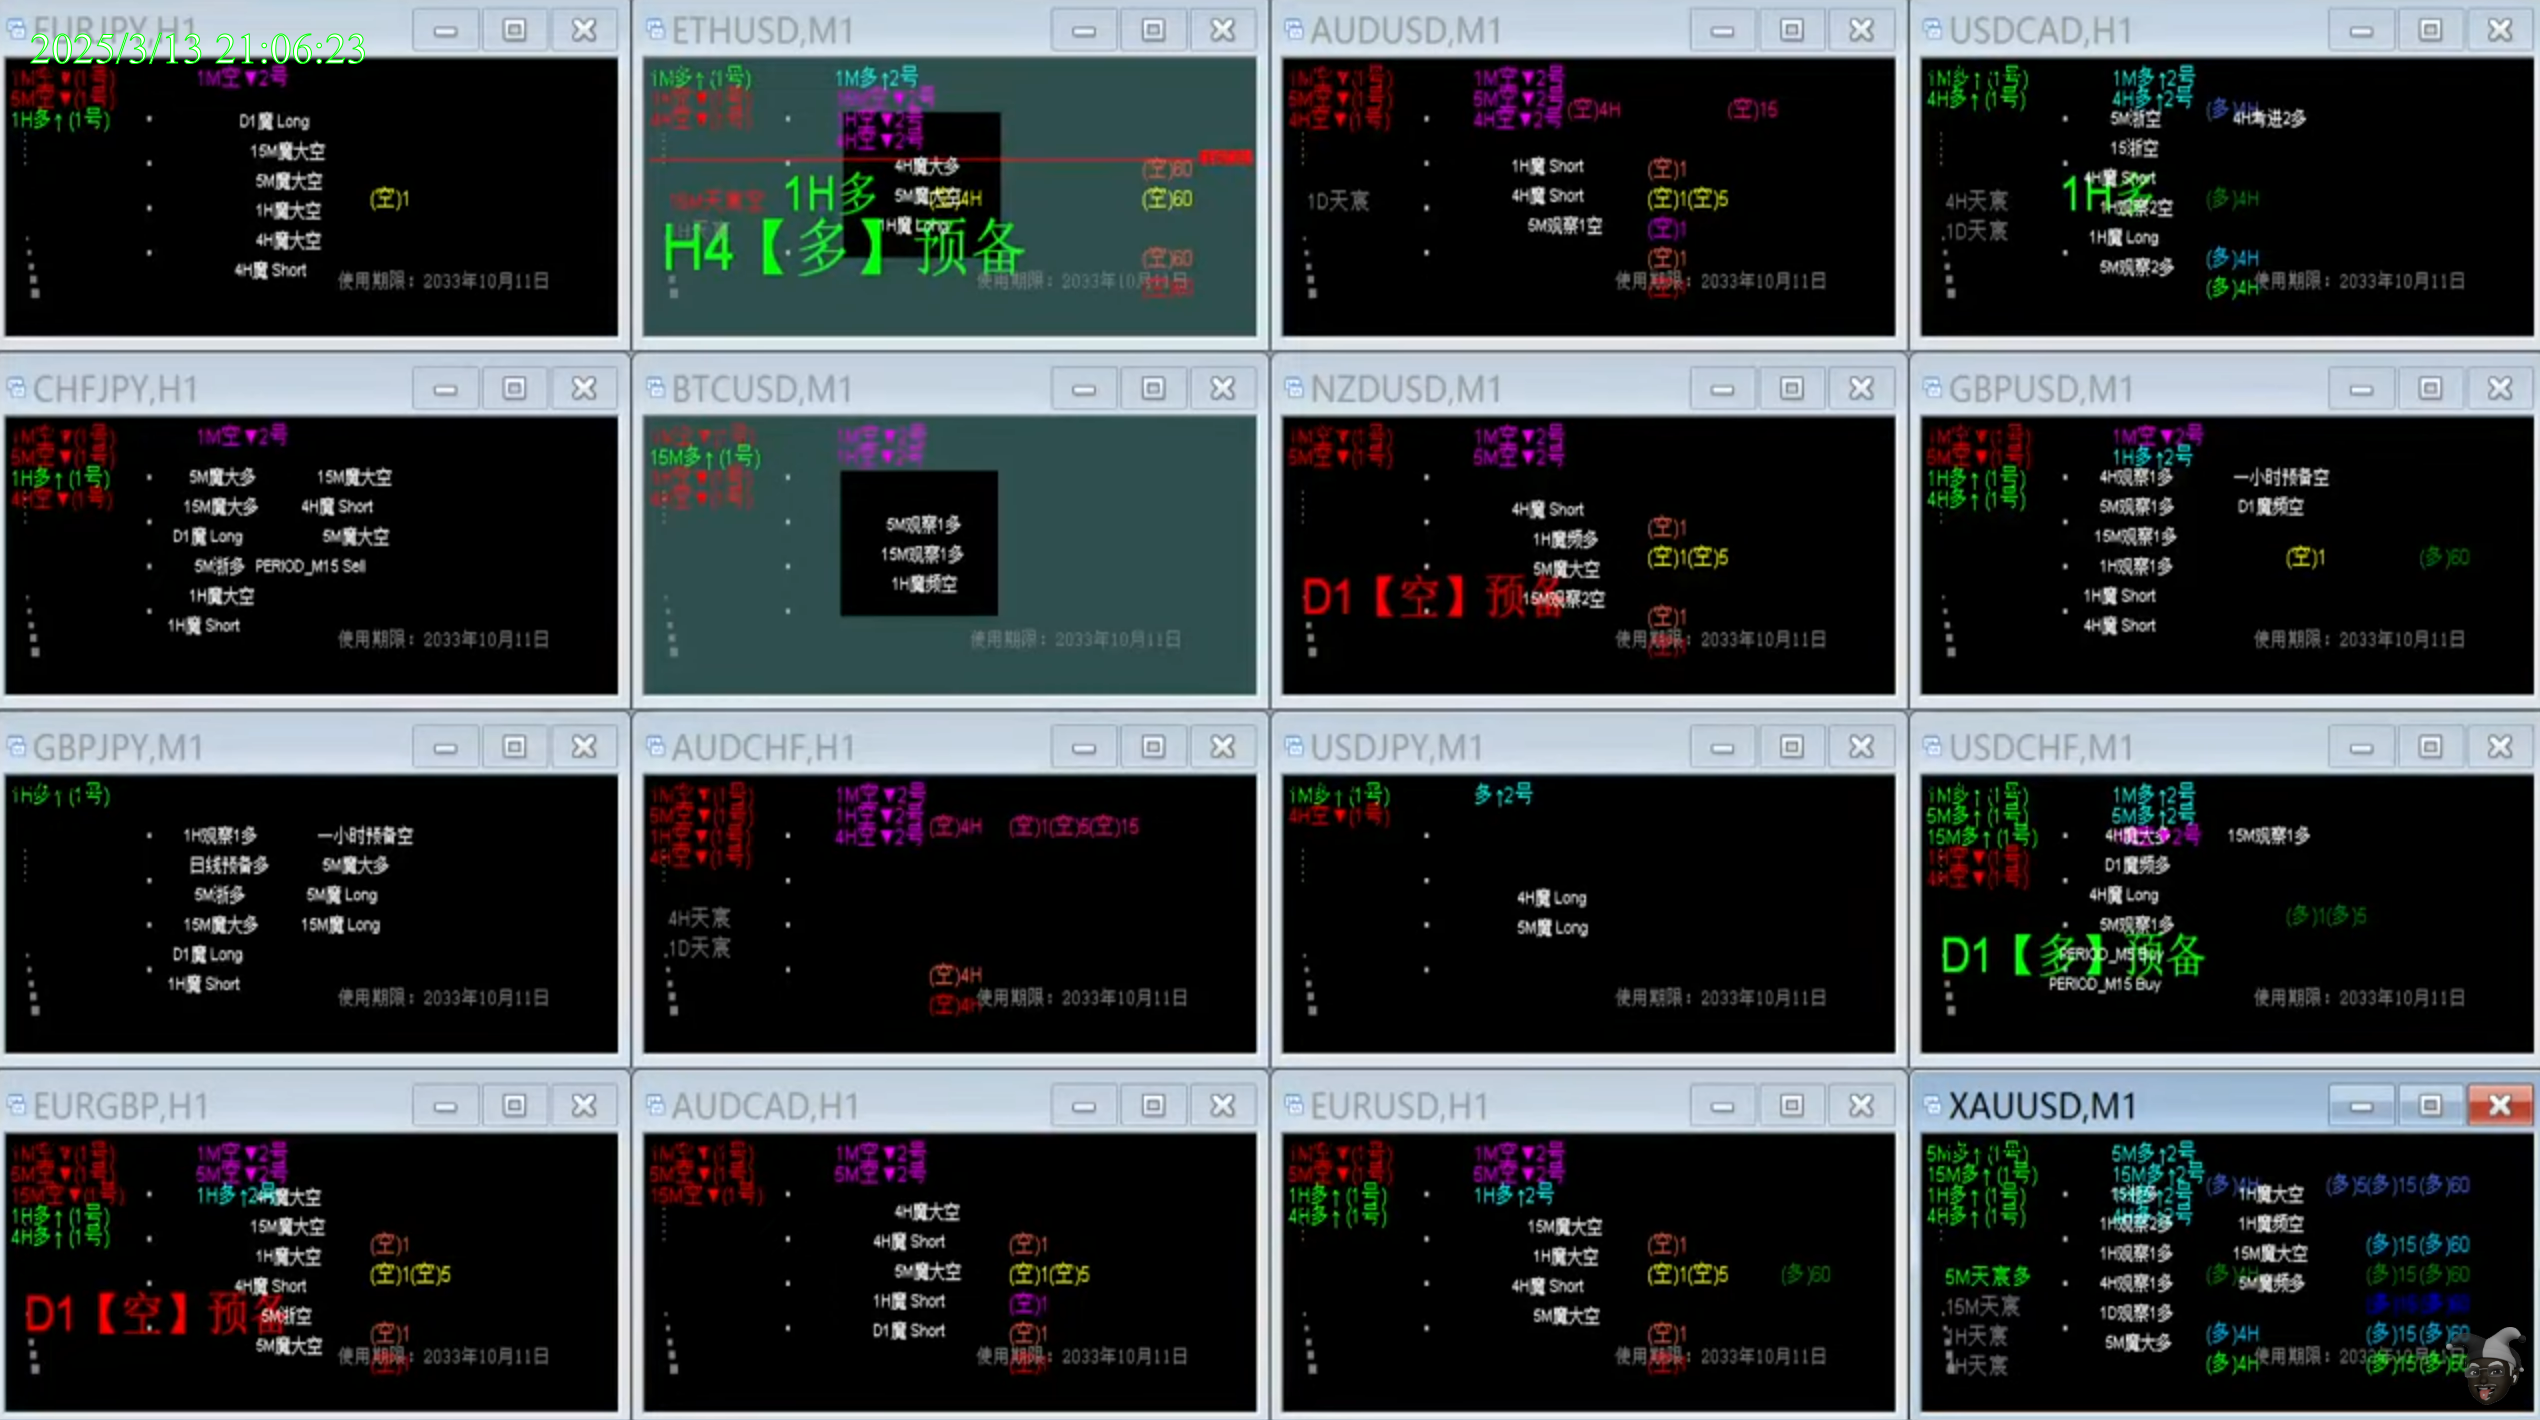 2025/3/13 21:06:23
EURJPY,H1
1M空▼(1号) 1M空▼2号
5M空▼(1号)
1H多↑(1号)
D1魔 Long
15M魔大空
5M魔大空
(空)1
1H魔大空
4H魔大空
4H魔 Short
使用期限：2033年10月11日
ETHUSD,M1
1M多↑(1号) 1M多↑2号
1H空▼(1号)
4H空▼(1号) 1H空▼2号
4H空▼2号
4H魔大多 (空)60
15M天宸空 1H多 5M魔大空 (空)4H (空)60
1H天宸 1H魔 Long
H4【多】预备
(空)60
使用期限：2033年10月11日
AUDUSD,M1
1M空▼(1号) 1M空▼2号
5M空▼(1号) 5M空▼2号 (空)4H (空)15
4H空▼(1号) 4H空▼2号
1H魔 Short (空)1
1D天宸 4H魔 Short (空)1(空)5
5M观察1空 (空)1
(空)1
使用期限：2033年10月11日
USDCAD,H1
1M多↑(1号) 1M多↑2号
4H多↑(1号) 4H多↑2号
(多)4H
5M浙空 4H考进2多
15浙空
4H魔 Short
4H天宸 1H多 1H观察2空 (多)4H
.1D天宸 1H魔 Long
5M观察2多 (多)4H
(多)4H
使用期限：2033年10月11日
CHFJPY,H1
1M空▼(1号) 1M空▼2号
5M空▼(1号)
1H多↑(1号)
4H空▼(1号)
5M魔大多 15M魔大空
15M魔大多 4H魔 Short
D1魔 Long 5M魔大空
5M浙多 PERIOD_M15 Sell
1H魔大空
1H魔 Short
使用期限：2033年10月11日
BTCUSD,M1
1M空▼(1号) 1M空▼2号
15M多↑(1号) 1H空▼2号
1H空▼(1号)
4H空▼(1号)
5M观察1多
15M观察1多
1H魔频空
使用期限：2033年10月11日
NZDUSD,M1
1M空▼(1号) 1M空▼2号
5M空▼(1号) 5M空▼2号
4H魔 Short
(空)1
1H魔频多
5M魔大空 (空)1(空)5
D1【空】预备
15M观察2空
(空)1
使用期限：2033年10月11日
GBPUSD,M1
1M空▼(1号) 1M空▼2号
5M空▼(1号) 1H多↑2号
1H多↑(1号)
4H多↑(1号)
4H观察1多 一小时预备空
5M观察1多 D1魔频空
15M观察1多
1H观察1多 (空)1 (多)60
1H魔 Short
4H魔 Short
使用期限：2033年10月11日
GBPJPY,M1
1H多↑(1号)
1H观察1多 一小时预备空
日线预备多 5M魔大多
5M浙多 5M魔 Long
15M魔大多 15M魔 Long
D1魔 Long
1H魔 Short
使用期限：2033年10月11日
AUDCHF,H1
1M空▼(1号) 1M空▼2号
5M空▼(1号) 1H空▼2号
1H空▼(1号) 4H空▼2号 (空)4H (空)1(空)5(空)15
4H空▼(1号)
4H天宸
.1D天宸
(空)4H
(空)4H
使用期限：2033年10月11日
USDJPY,M1
1M多↑(1号) 多↑2号
4H空▼(1号)
4H魔 Long
5M魔 Long
使用期限：2033年10月11日
USDCHF,M1
1M多↑(1号) 1M多↑2号
5M多↑(1号) 5M多↑2号
15M多↑(1号)
1H空▼(1号)
4H空▼(1号)
4H魔大多 15M观察1多
D1魔频多
4H魔 Long
5M观察1多 (多)1(多)5
D1【多】预备
PERIOD_M5 Buy
PERIOD_M15 Buy
使用期限：2033年10月11日
EURGBP,H1
1M空▼(1号) 1M空▼2号
5M空▼(1号) 5M空▼2号
15M空▼(1号) 1H多↑2号
1H多↑(1号)
4H多↑(1号)
4H魔大空
15M魔大空
1H魔大空 (空)1
4H魔 Short (空)1(空)5
D1【空】预备
5M浙空
5M魔大空 (空)1
使用期限：2033年10月11日
AUDCAD,H1
1M空▼(1号) 1M空▼2号
5M空▼(1号) 5M空▼2号
15M空▼(1号)
4H魔大空
4H魔 Short (空)1
5M魔大空 (空)1(空)5
1H魔 Short (空)1
D1魔 Short (空)1
使用期限：2033年10月11日
EURUSD,H1
1M空▼(1号) 1M空▼2号
5M空▼(1号) 5M空▼2号
1H多↑(1号) 1H多↑2号
4H多↑(1号)
15M魔大空
1H魔大空 (空)1
4H魔 Short (空)1(空)5 (多)60
5M魔大空
(空)1
使用期限：2033年10月11日
XAUUSD,M1
5M多↑(1号) 5M多↑2号
15M多↑(1号) 15M多↑2号
1H多↑(1号)
4H多↑(1号)
(多)4H (多)5(多)15(多)60
1H魔大空
1H观察2多 1H魔频空
1H观察1多 15M魔大空 (多)15(多)60
5M天宸多 4H观察1多 5M魔频多 (多)15(多)60
.15M天宸 1D观察1多 (多)15(多)60
1H天宸 5M魔大多 (多)4H (多)15(多)60
4H天宸 (多)4H (多)15(多)60